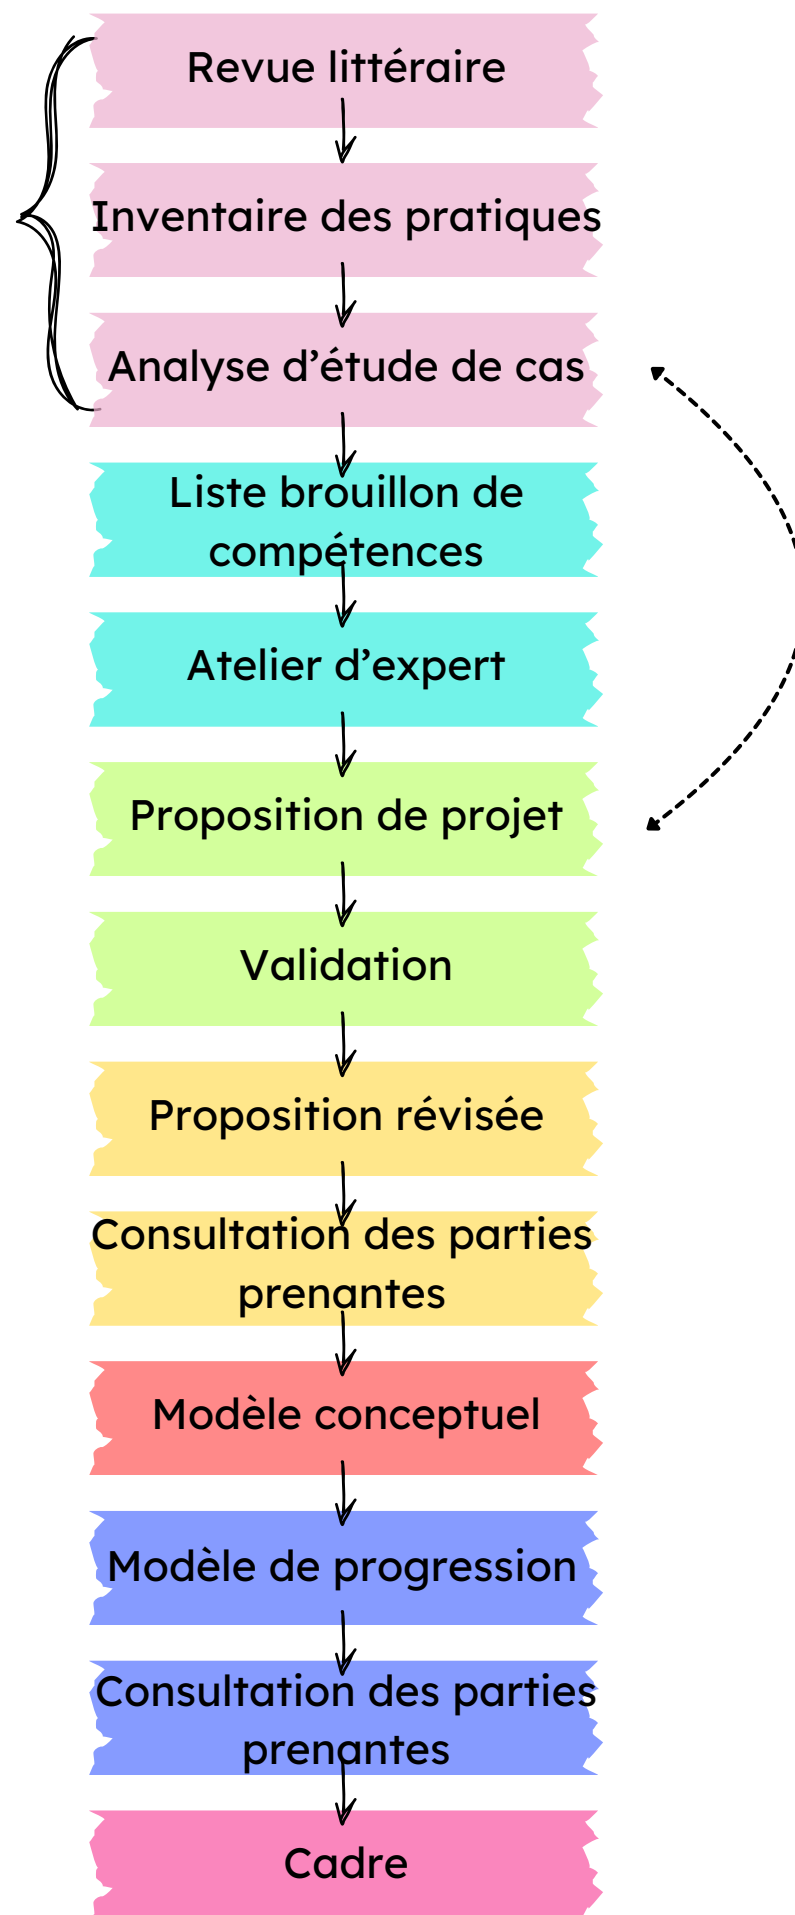 Revue littéraire
Inventaire des pratiques
Analyse d’étude de cas
Liste brouillon de
compétences
Atelier d’expert
Proposition de projet
Validation
Proposition révisée
Consultation des parties
prenantes
Modèle conceptuel
Modèle de progression
Consultation des parties
prenantes
Cadre